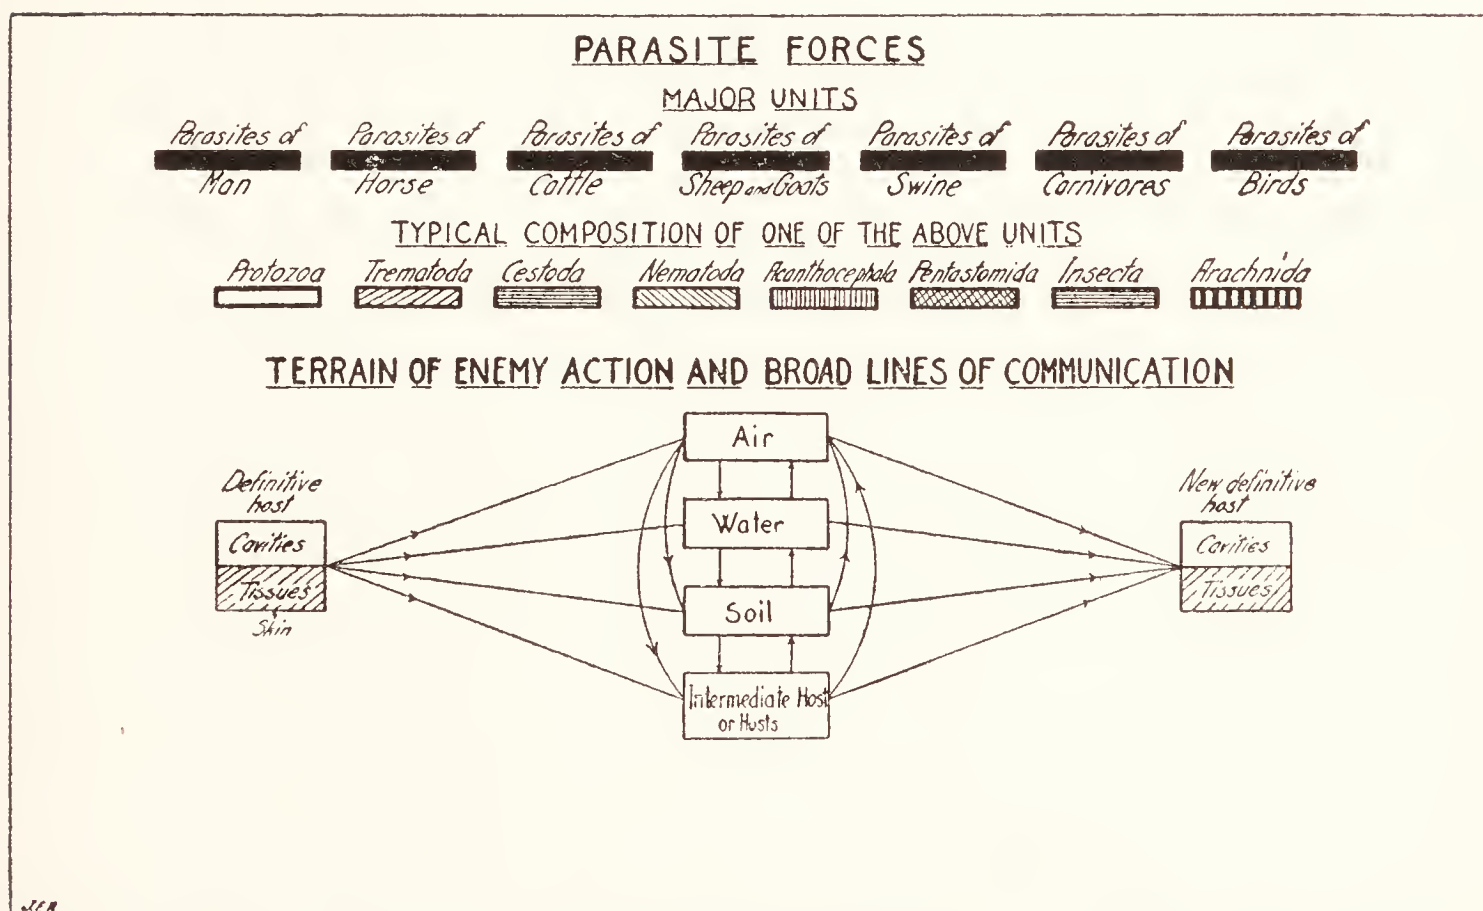 PARASITE FORCES
MAJOR UNITS
Parasites of Man
Parasites of Horse
Parasites of Cattle
Parasites of Sheep and Goats
Parasites of Swine
Parasites of Carnivores
Parasites of Birds
TYPICAL COMPOSITION OF ONE OF THE ABOVE UNITS
Protozoa Trematoda Cestoda Nematoda Acanthocephala Pentastomida Insecta Arachnida
TERRAIN OF ENEMY ACTION AND BROAD LINES OF COMMUNICATION
Definitive
host
Cavities
Tissues
Skin
Air
Water
Soil
Intermediate Host
or Hosts
New definitive
host
Cavities
Tissues